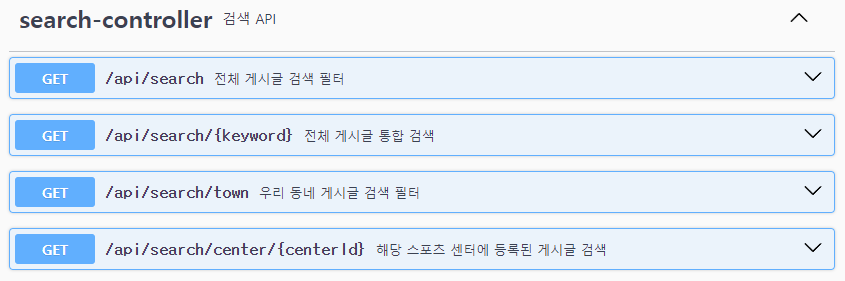 search-controller 검색 API
GET /api/search 전체 게시글 검색 필터
GET /api/search/{keyword} 전체 게시글 통합 검색
GET /api/search/town 우리 동네 게시글 검색 필터
GET /api/search/center/{centerId} 해당 스포츠 센터에 등록된 게시글 검색